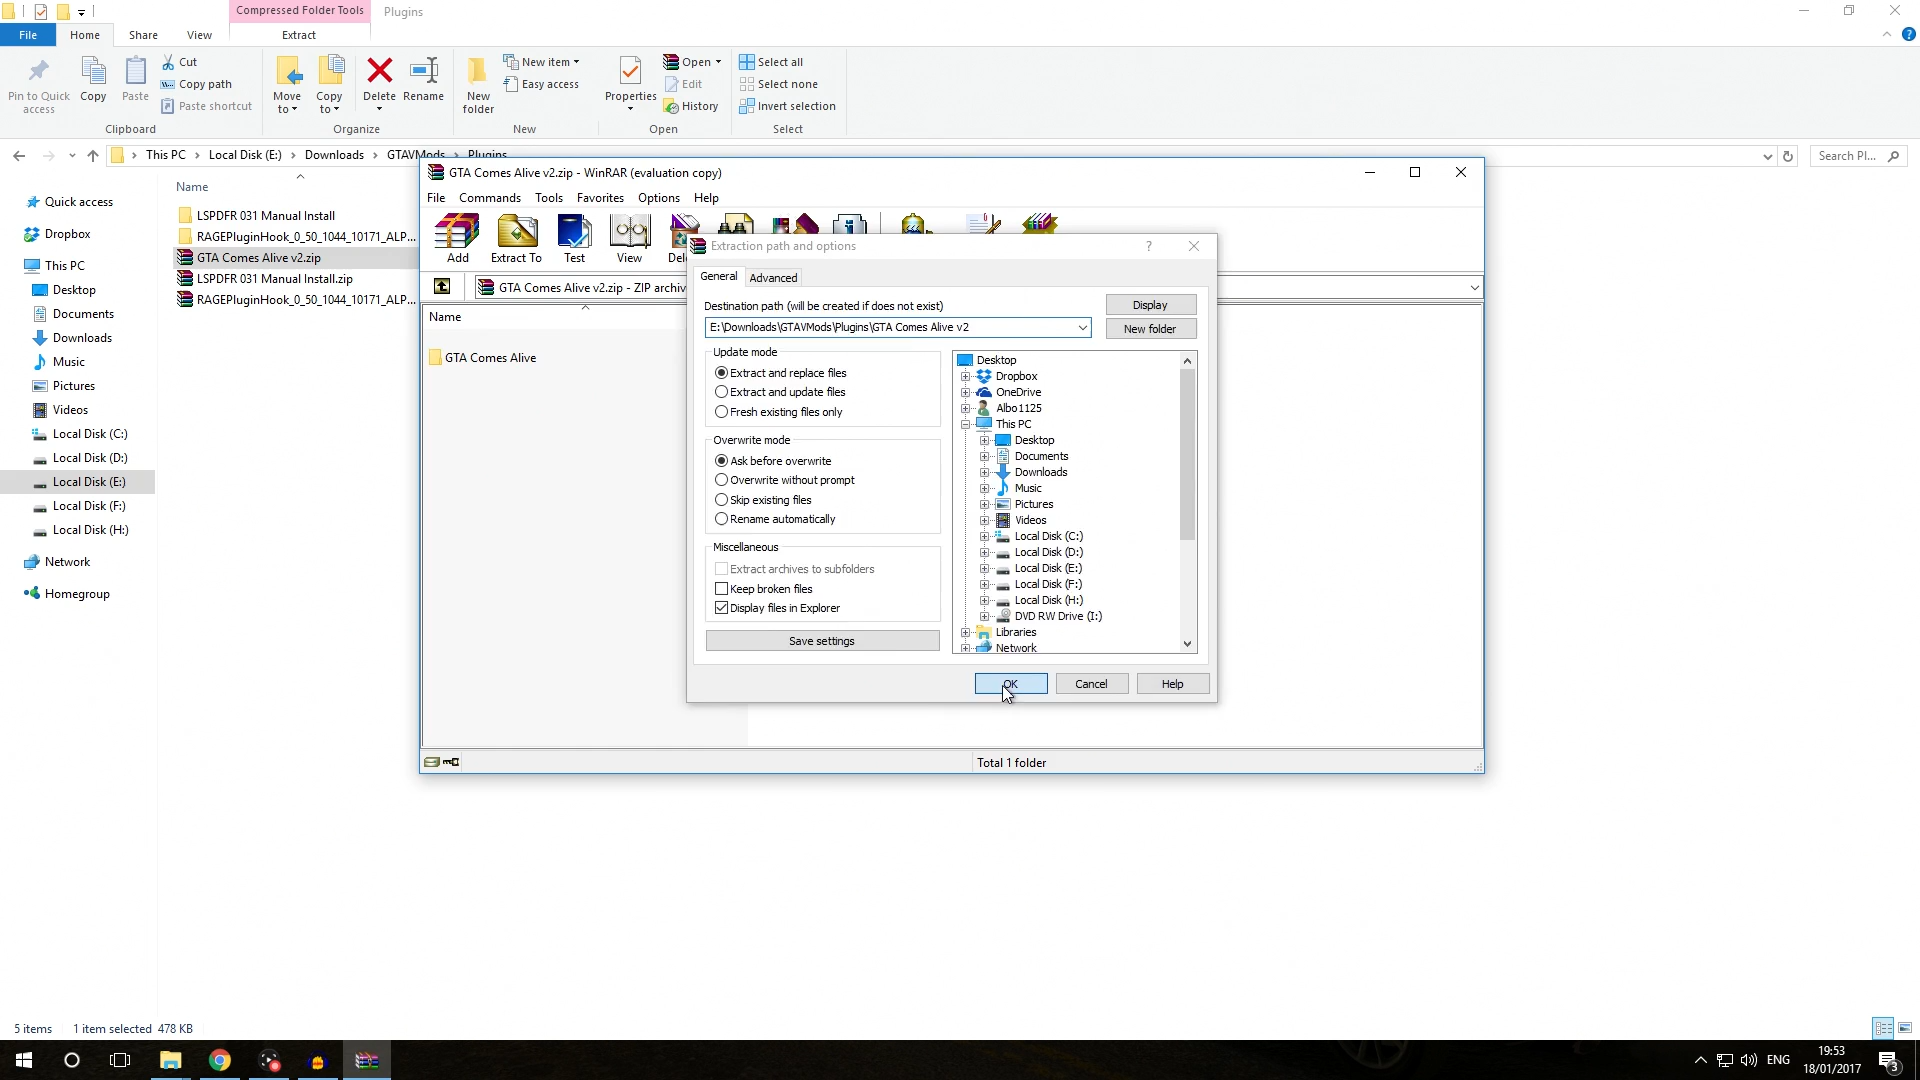 Compressed Folder Tools
Plugins
File
Home
Share
View
Extract
Pin to Quick access
Copy
Paste
Cut
Copy path
Paste shortcut
Clipboard
Move to
Copy to
Delete
Rename
Organize
New folder
New item
Easy access
New
Properties
Open
Edit
History
Open
Select all
Select none
Invert selection
Select
This PC > Local Disk (E:) > Downloads > GTAVMods > Plugins
Search Pl...
Quick access
Dropbox
This PC
Desktop
Documents
Downloads
Music
Pictures
Videos
Local Disk (C:)
Local Disk (D:)
Local Disk (E:)
Local Disk (F:)
Local Disk (H:)
Network
Homegroup
Name
LSPDFR 031 Manual Install
RAGEPluginHook_0_50_1044_10171_ALP...
GTA Comes Alive v2.zip
LSPDFR 031 Manual Install.zip
RAGEPluginHook_0_50_1044_10171_ALP...
GTA Comes Alive v2.zip - WinRAR (evaluation copy)
File
Commands
Tools
Favorites
Options
Help
Add
Extract To
Test
View
GTA Comes Alive v2.zip - ZIP
Name
GTA Comes Alive
Total 1 folder
Extraction path and options
?
General
Advanced
Destination path (will be created if does not exist)
E:\Downloads\GTAVMods\Plugins\GTA Comes Alive v2
Display
New folder
Update mode
Extract and replace files
Extract and update files
Fresh existing files only
Overwrite mode
Ask before overwrite
Overwrite without prompt
Skip existing files
Rename automatically
Miscellaneous
Extract archives to subfolders
Keep broken files
Display files in Explorer
Save settings
Desktop
Dropbox
OneDrive
Albo1125
This PC
Desktop
Documents
Downloads
Music
Pictures
Videos
Local Disk (C:)
Local Disk (D:)
Local Disk (E:)
Local Disk (F:)
Local Disk (H:)
DVD RW Drive (I:)
Libraries
Network
OK
Cancel
Help
5 items
1 item selected 478 KB
ENG
19:53
18/01/2017
3